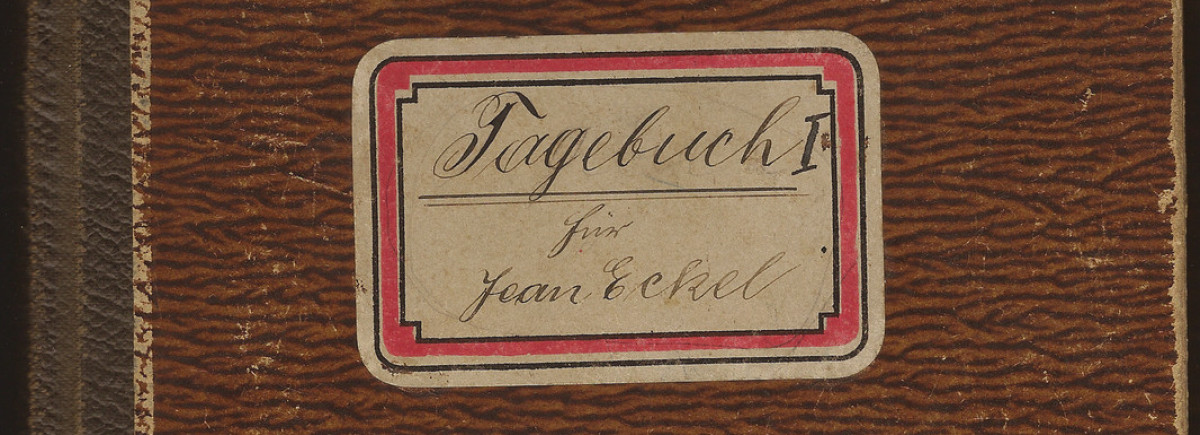 Tagebuch I
für
Jean Eckel